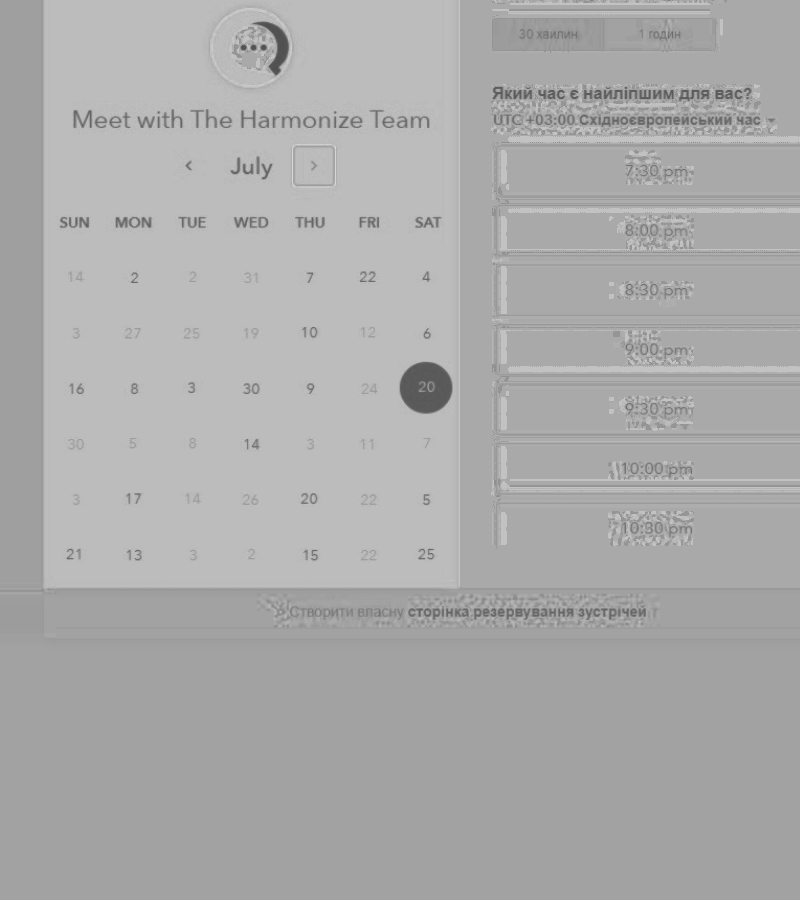 Meet with The Harmonize Team
July
SUN MON TUE WED THU FRI SAT
14 2 2 31 7 22 4
3 27 25 19 10 12 6
16 8 3 30 9 24 20
30 5 8 14 3 11 7
3 17 14 26 20 22 5
21 13 3 2 15 22 25
30 хвилин 1 годин
Який час є найліпшим для вас?
UTC +03:00 Східноєвропейський час
7:30 pm
8:00 pm
8:30 pm
9:00 pm
9:30 pm
10:00 pm
10:30 pm
Створити власну сторінка резервування зустрічей